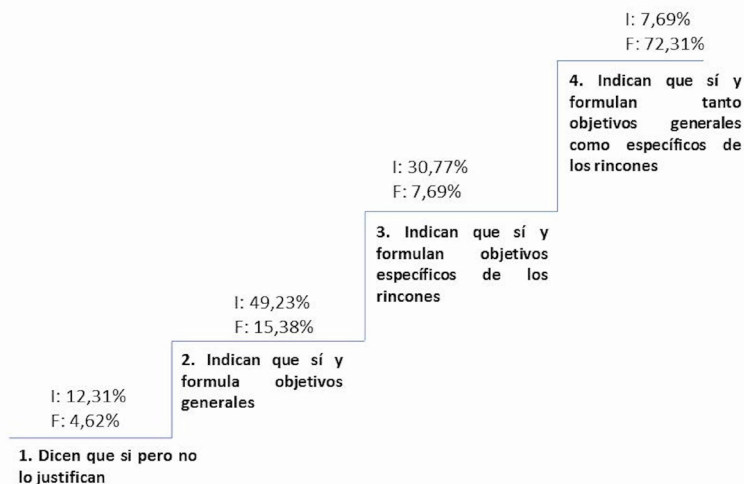 I: 7,69%
F: 72,31%
4. Indican que sí y
formulan tanto
objetivos generales
como específicos de
los rincones
I: 30,77%
F: 7,69%
3. Indican que sí y
formulan objetivos
específicos de los
rincones
I: 49,23%
F: 15,38%
2. Indican que sí y
formula objetivos
generales
I: 12,31%
F: 4,62%
1. Dicen que si pero no
lo justifican